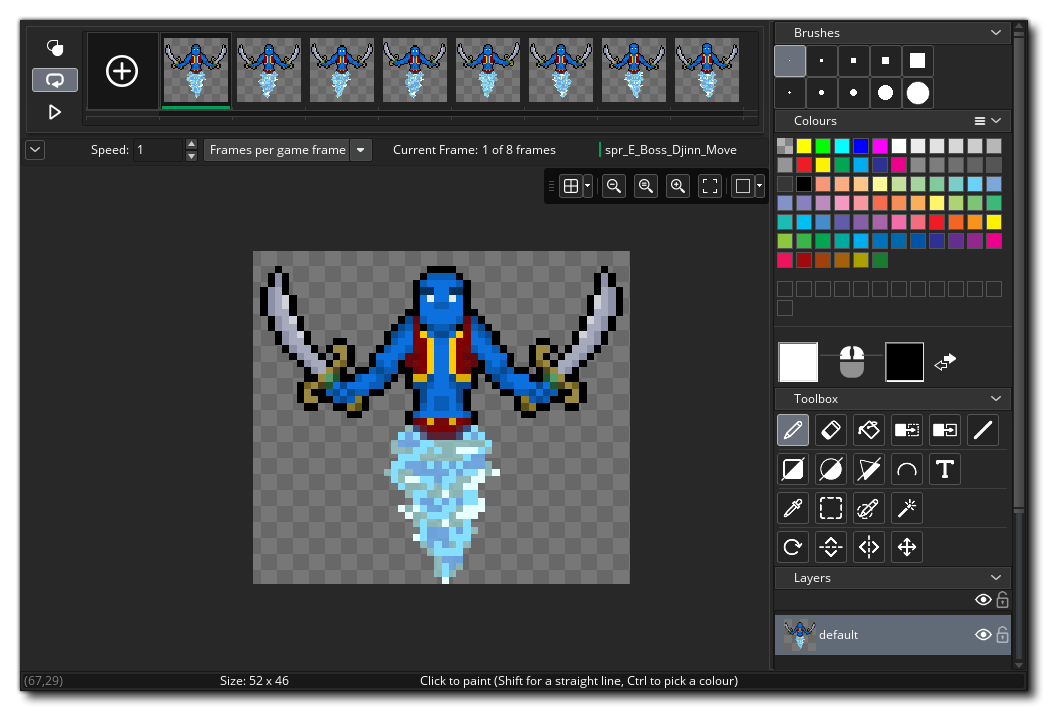 Brushes
Colours
Speed: 1 Frames per game frame Current Frame: 1 of 8 frames spr_E_Boss_Djinn_Move
Toolbox
T
Layers
default
(67,29) Size: 52 x 46 Click to paint (Shift for a straight line, Ctrl to pick a colour)